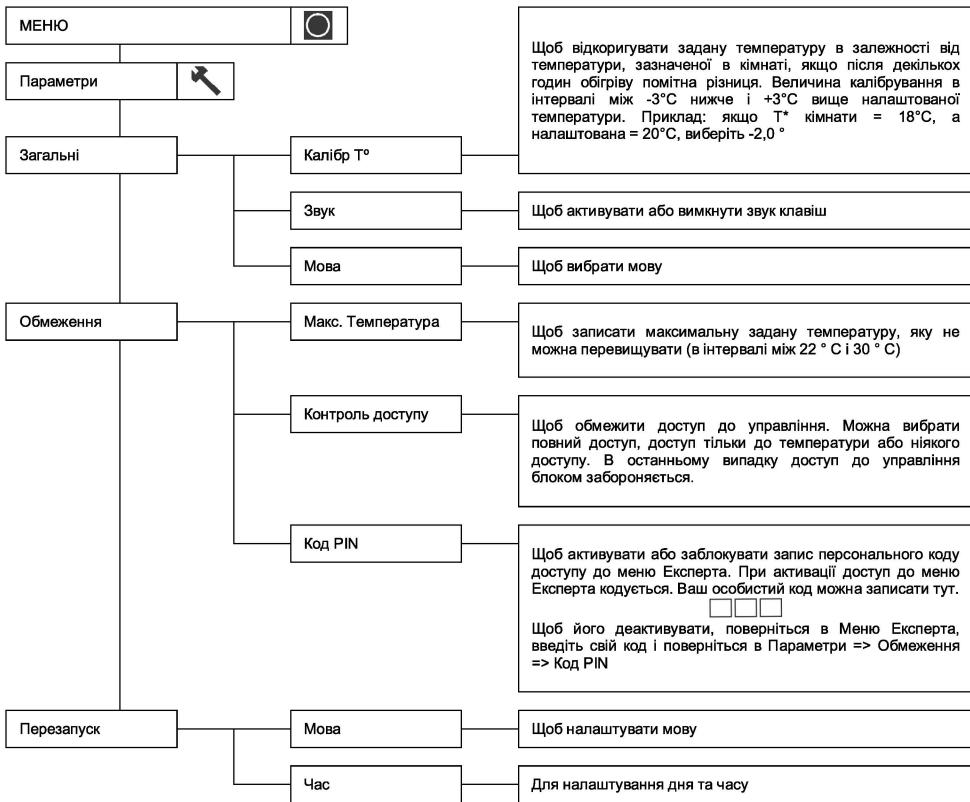 МЕНЮ
Параметри
Загальні
Калібр Tº
Щоб відкоригувати задану температуру в залежності від
температури, зазначеної в кімнаті, якщо після декількох
годин обігріву помітна різниця. Величина калібрування в
інтервалі між -3°C нижче і +3°C вище налаштованої
температури. Приклад: якщо T* кімнати = 18°C, а
налаштована = 20°C, виберіть -2,0 °
Звук
Щоб активувати або вимкнути звук клавіш
Мова
Щоб вибрати мову
Обмеження
Макс. Температура
Щоб записати максимальну задану температуру, яку не
можна перевищувати (в інтервалі між 22 ° C і 30 ° C)
Контроль доступу
Щоб обмежити доступ до управління. Можна вибрати
повний доступ, доступ тільки до температури або ніякого
доступу. В останньому випадку доступ до управління
блоком забороняється.
Код PIN
Щоб активувати або заблокувати запис персонального коду
доступу до меню Експерта. При активації доступ до меню
Експерта кодується. Ваш особистий код можна записати тут.
Щоб його деактивувати, поверніться в Меню Експерта,
введіть свій код і поверніться в Параметри => Обмеження
=> Код PIN
Перезапуск
Мова
Щоб налаштувати мову
Час
Для налаштування дня та часу